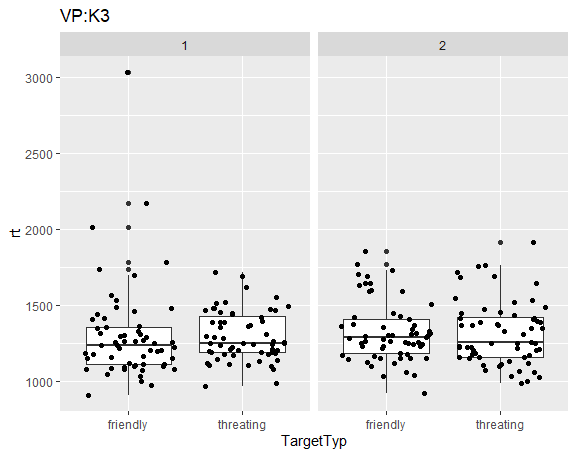 VP:K3
1 2
rt
3000
2500
2000
1500
1000
friendly threating friendly threating
TargetTyp